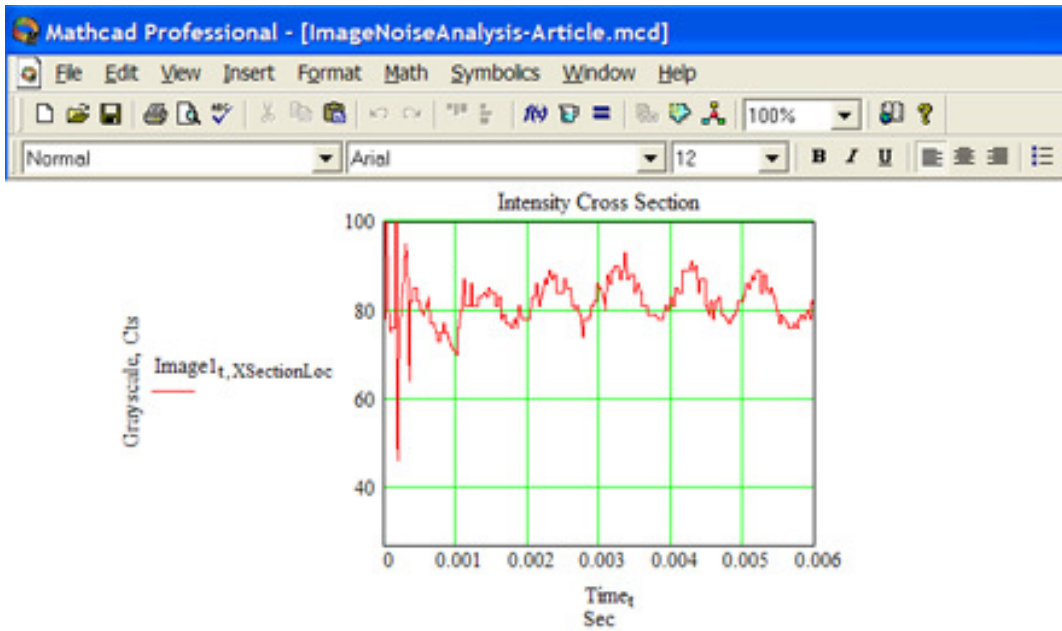 Mathcad Professional - [ImageNoiseAnalysis-Article.mcd]
File Edit View Insert Format Math Symbolics Window Help
100%
Normal Arial 12 B I U
Intensity Cross Section
100
80
60
40
Grayscale, Cts
Image1t, XSectionLoc
0 0.001 0.002 0.003 0.004 0.005 0.006
Timet
Sec